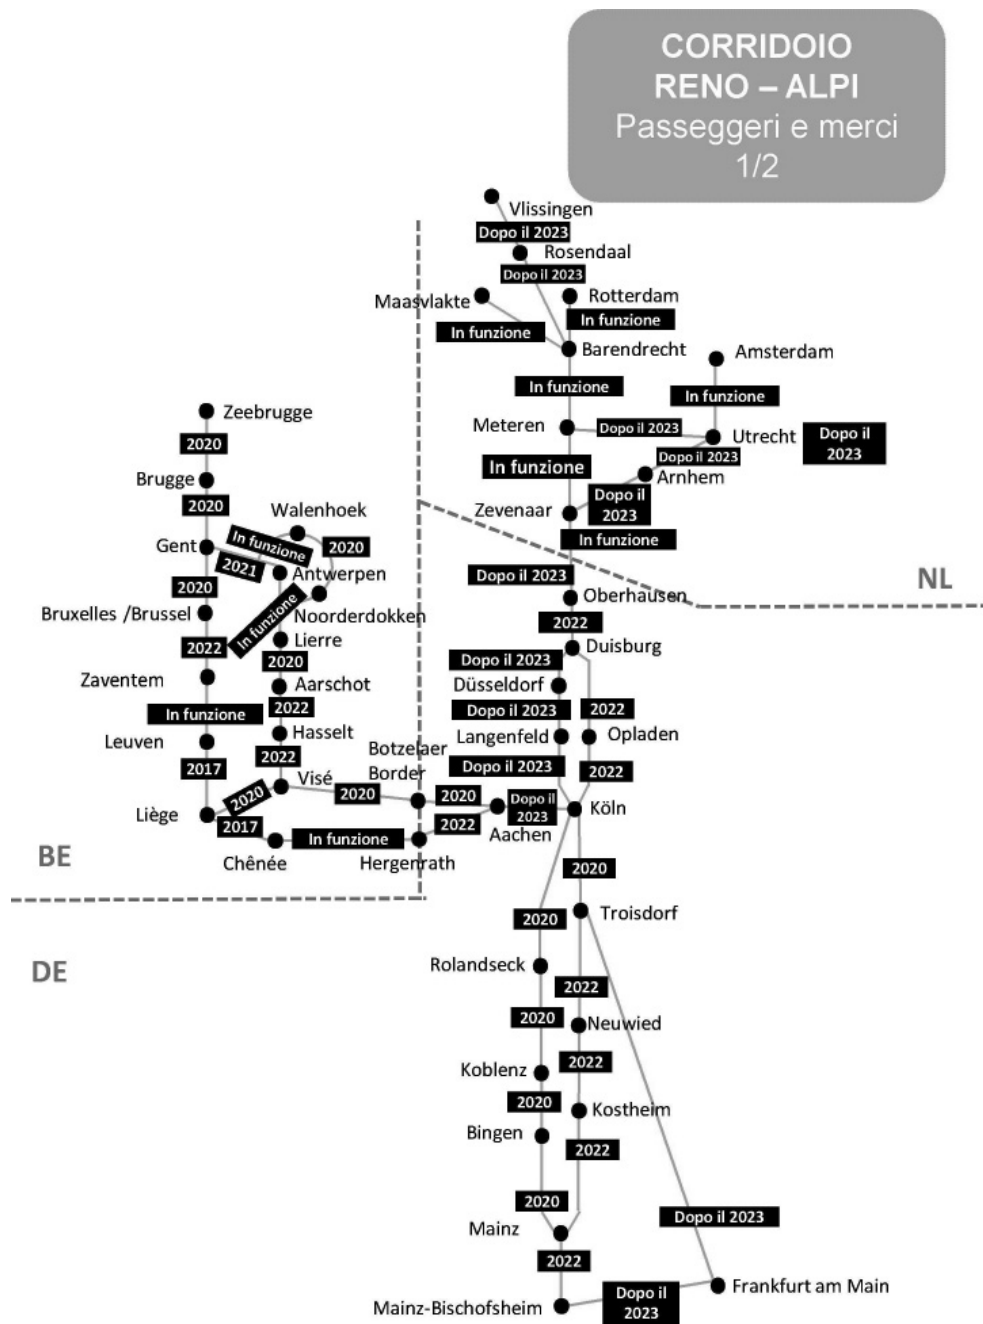 CORRIDOIO
RENO – ALPI
Passeggeri e merci
1/2
Vlissingen
Dopo il 2023
Rosendaal
Dopo il 2023
Maasvlakte
Rotterdam
In funzione
In funzione
Barendrecht
Amsterdam
In funzione
In funzione
Zeebrugge
Meteren
Dopo il 2023
Utrecht
Dopo il
2023
2020
Dopo il 2023
In funzione
Brugge
Arnhem
Dopo il
2023
2020
Walenhoek
Zevenaar
In funzione
In funzione
2020
Gent
2021
Antwerpen
Dopo il 2023
NL
2020
Oberhausen
Bruxelles /Brussel
In funzione
Noorderdokken
2022
Lierre
Duisburg
2022
2020
Dopo il 2023
Zaventem
Aarschot
Düsseldorf
2022
Dopo il 2023
2022
In funzione
Leuven
Hasselt
Langenfeld
Opladen
Botzelaer
Border
2022
Dopo il 2023
2022
2017
Visé
2020
2020
2020
Dopo il
2023
Liège
Köln
2017
2022
Aachen
In funzione
BE
Chênée
Hergenrath
2020
2020
Troisdorf
DE
Rolandseck
2022
2020
Neuwied
2022
Koblenz
2020
Kostheim
Bingen
2022
2020
Dopo il 2023
Mainz
2022
Frankfurt am Main
Dopo il
2023
Mainz-Bischofsheim